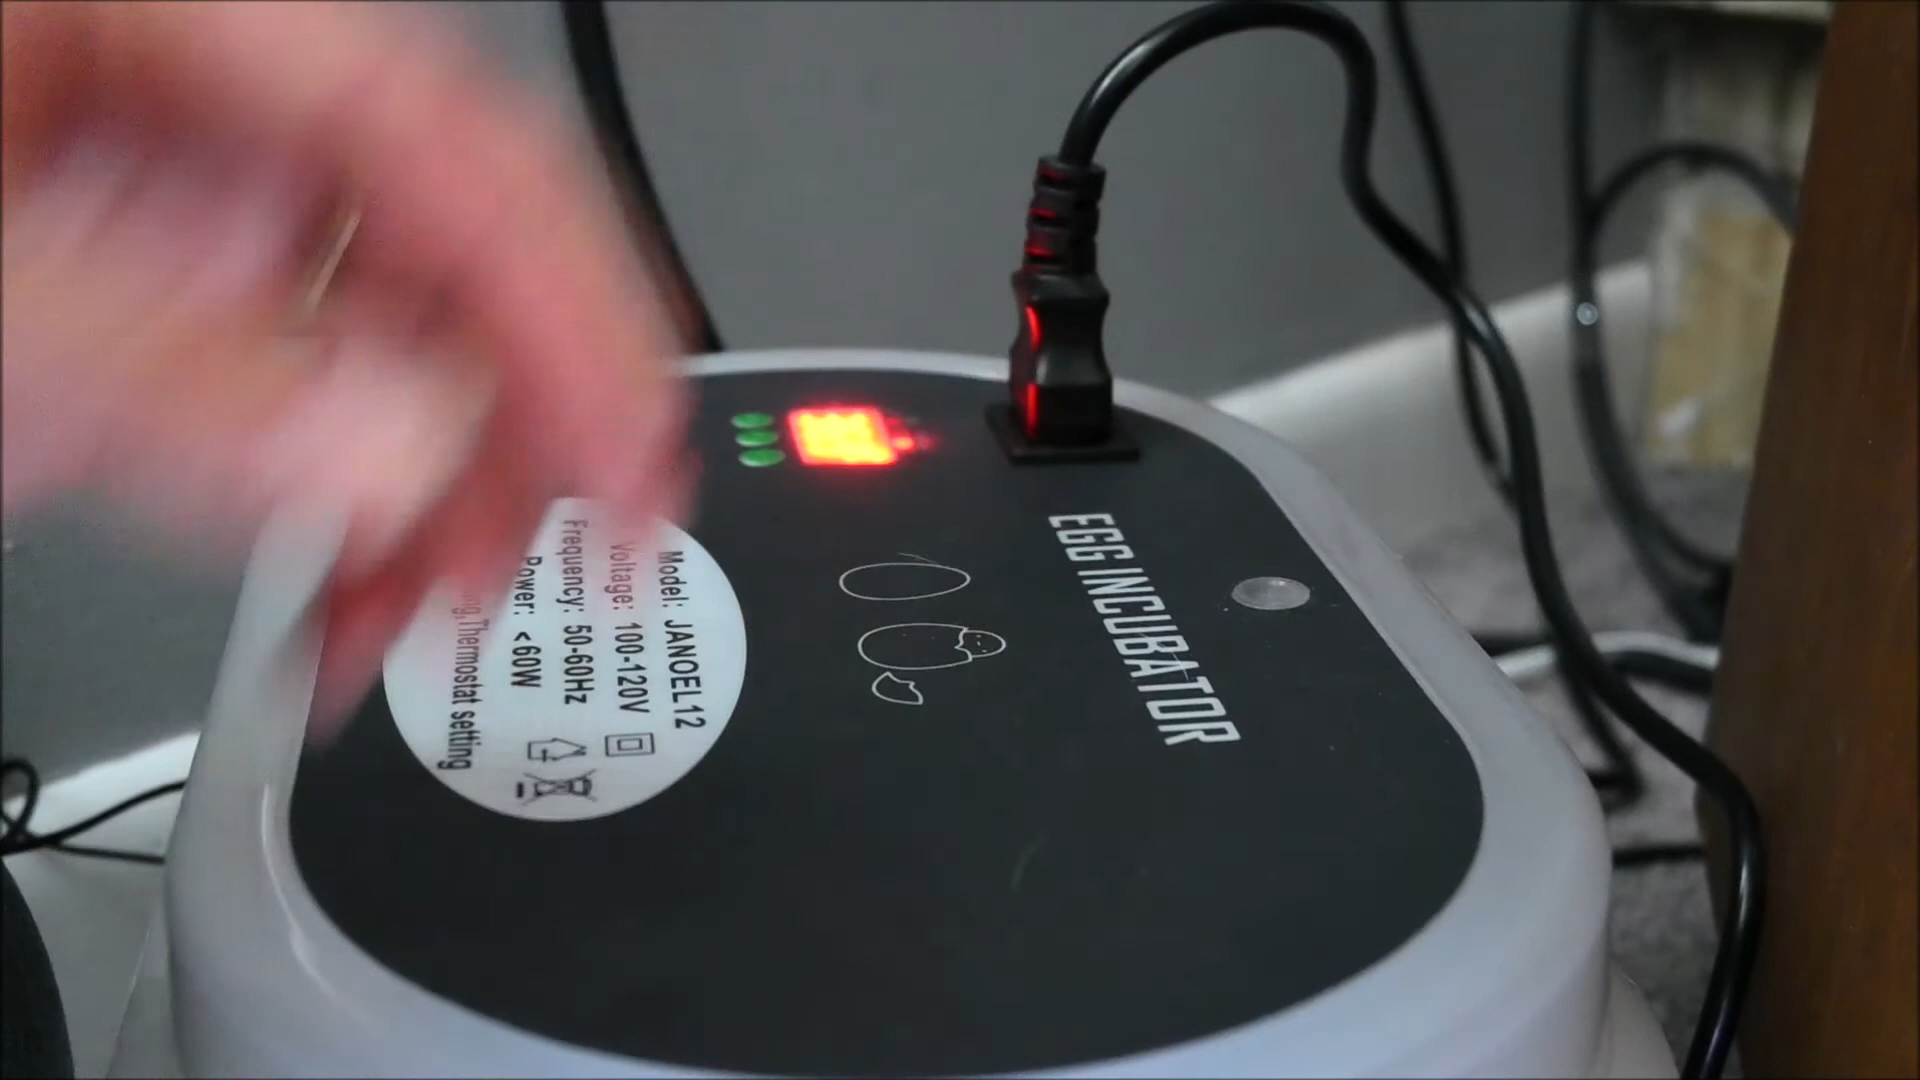 EGG INCUBATOR
Model: JANOEL12
Voltage: 100-120V
Frequency: 50-60Hz
Power: <60W
Thermostat setting